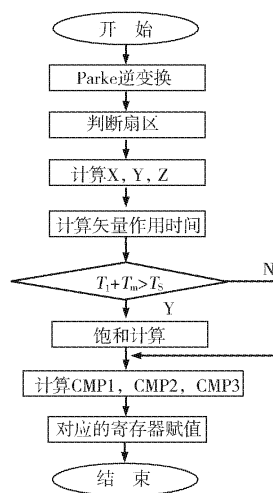 开 始
Parke逆变换
判断扇区
计算X, Y, Z
计算矢量作用时间
T1+Tm>TS
N
Y
饱和计算
计算CMP1, CMP2, CMP3
对应的寄存器赋值
结 束